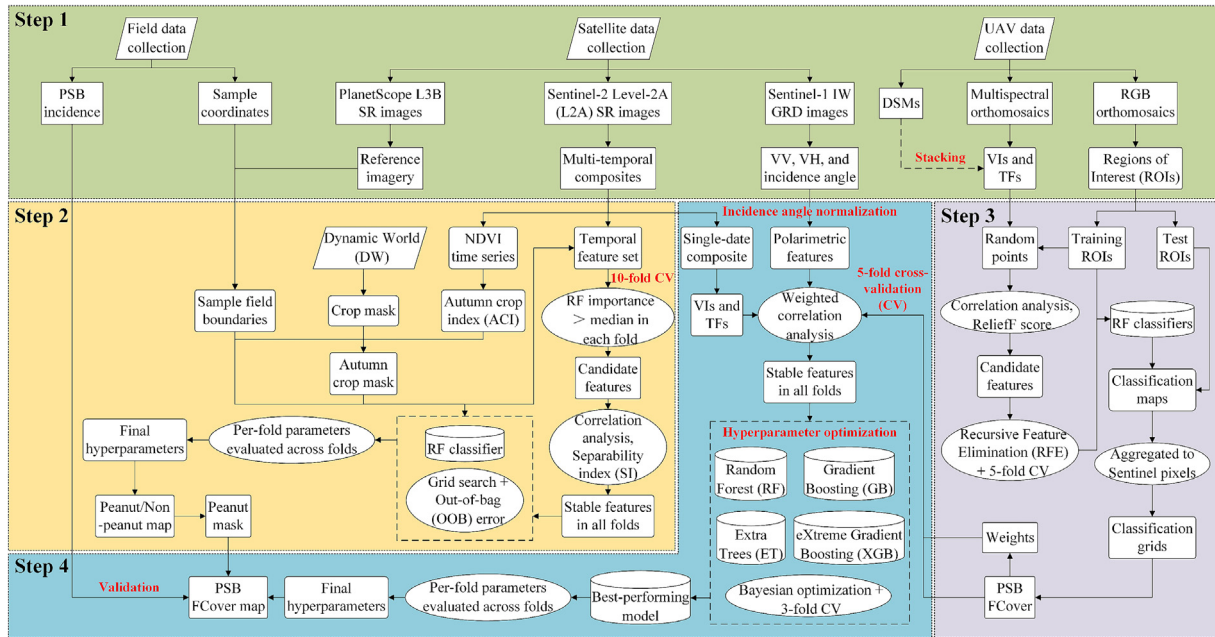 Step 1
Field data
collection
Satellite data
collection
UAV data
collection
PSB
incidence
Sample
coordinates
PlanetScope L3B
SR images
Sentinel-2 Level-2A
(L2A) SR images
Sentinel-1 IW
GRD images
DSMs
Multispectral
orthomosaics
RGB
orthomosaics
Reference
imagery
Multi-temporal
composites
VV, VH, and
incidence angle
Stacking
VIs and
TFs
Regions of
Interest (ROIs)
Step 2
Dynamic World
(DW)
NDVI
time series
Temporal
feature set
10-fold CV
Sample field
boundaries
Crop mask
Autumn crop
index (ACI)
RF importance
> median in
each fold
Autumn
crop mask
Candidate
features
Final
hyperparameters
Per-fold parameters
evaluated across folds
RF classifier
Grid search +
Out-of-bag
(OOB) error
Correlation
analysis,
Separability
index (SI)
Stable features
in all folds
Peanut/Non
-peanut map
Peanut
mask
Incidence angle normalization
Single-date
composite
Polarimetric
features
5-fold cross-
validation
(CV)
VIs and
TFs
Weighted
correlation
analysis
Stable features
in all folds
Hyperparameter optimization
Random
Forest (RF)
Gradient
Boosting (GB)
Extra
Trees (ET)
eXtreme Gradient
Boosting (XGB)
Bayesian optimization +
3-fold CV
Step 3
Random
points
Training
ROIs
Test
ROIs
Correlation analysis,
ReliefF score
RF classifiers
Candidate
features
Classification
maps
Recursive Feature
Elimination (RFE)
+ 5-fold CV
Aggregated to
Sentinel pixels
Weights
Classification
grids
PSB
FCover
Step 4
Validation
PSB
FCover map
Final
hyperparameters
Per-fold parameters
evaluated across folds
Best-performing
model